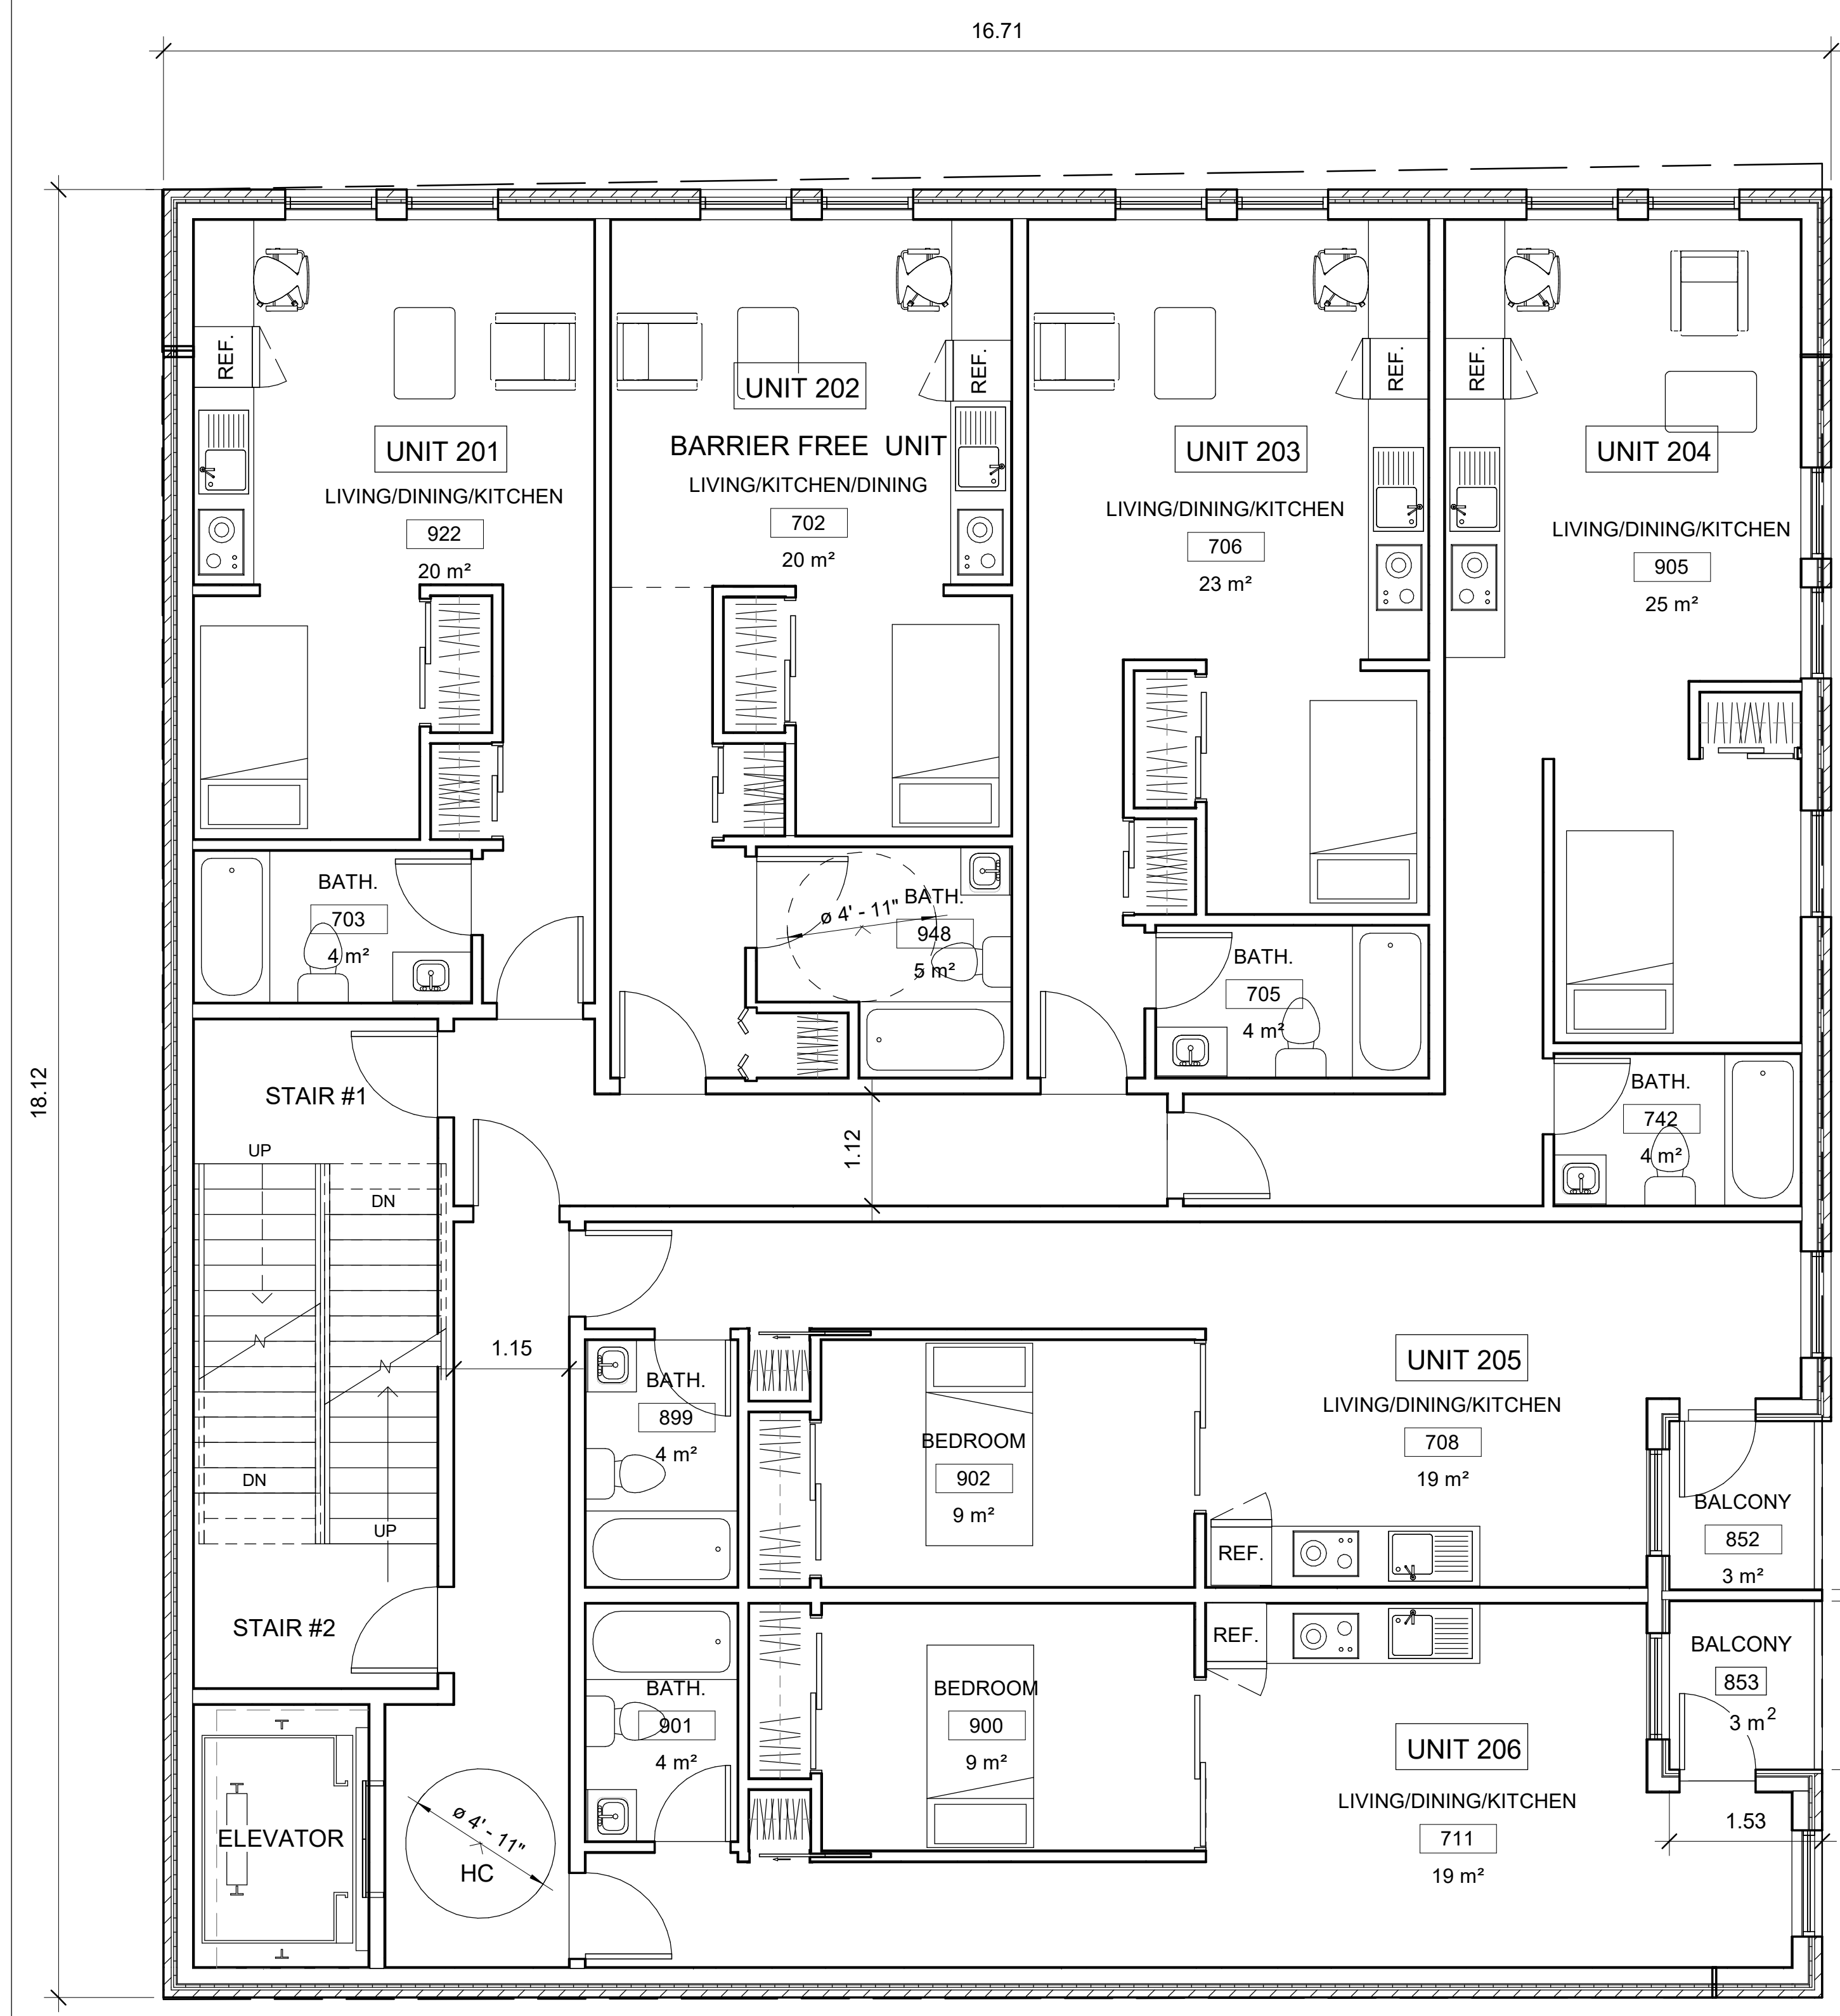 16.71
18.12
REF.
REF.
REF.
REF.
UNIT 201
LIVING/DINING/KITCHEN
922
20 m²
UNIT 202
BARRIER FREE UNIT
LIVING/KITCHEN/DINING
702
20 m²
UNIT 203
LIVING/DINING/KITCHEN
706
23 m²
UNIT 204
LIVING/DINING/KITCHEN
905
25 m²
BATH.
703
4 m²
BATH.
ø 4' - 11"
948
5 m²
BATH.
705
4 m²
BATH.
742
4 m²
STAIR #1
UP
DN
1.12
1.15
DN
UP
STAIR #2
BATH.
899
4 m²
BEDROOM
902
9 m²
UNIT 205
LIVING/DINING/KITCHEN
708
19 m²
REF.
BALCONY
852
3 m²
REF.
BALCONY
853
3 m²
BATH.
901
4 m²
BEDROOM
900
9 m²
UNIT 206
LIVING/DINING/KITCHEN
711
19 m²
1.53
ELEVATOR
ø 4' - 11"
HC